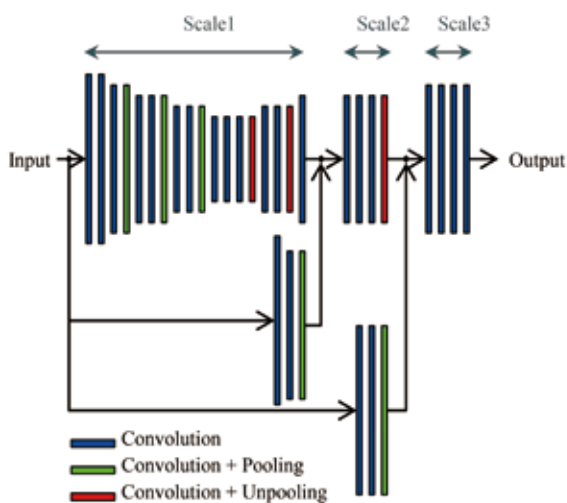 Scale1
Scale2
Scale3
Input
Output
Convolution
Convolution + Pooling
Convolution + Unpooling